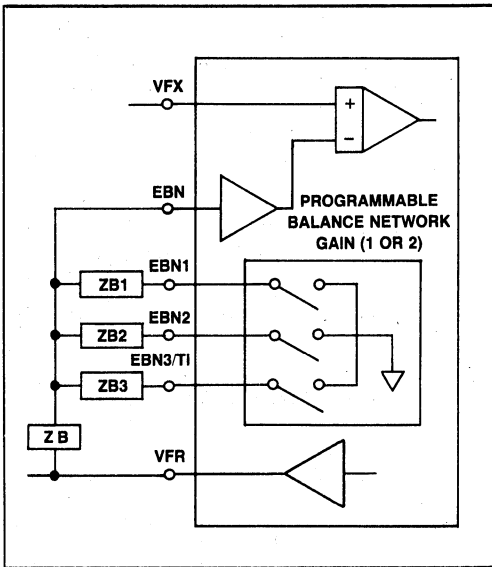 VFX
+
−
EBN
PROGRAMMABLE
BALANCE NETWORK
GAIN (1 OR 2)
ZB1
EBN1
ZB2
EBN2
ZB3
EBN3/TI
Z B
VFR